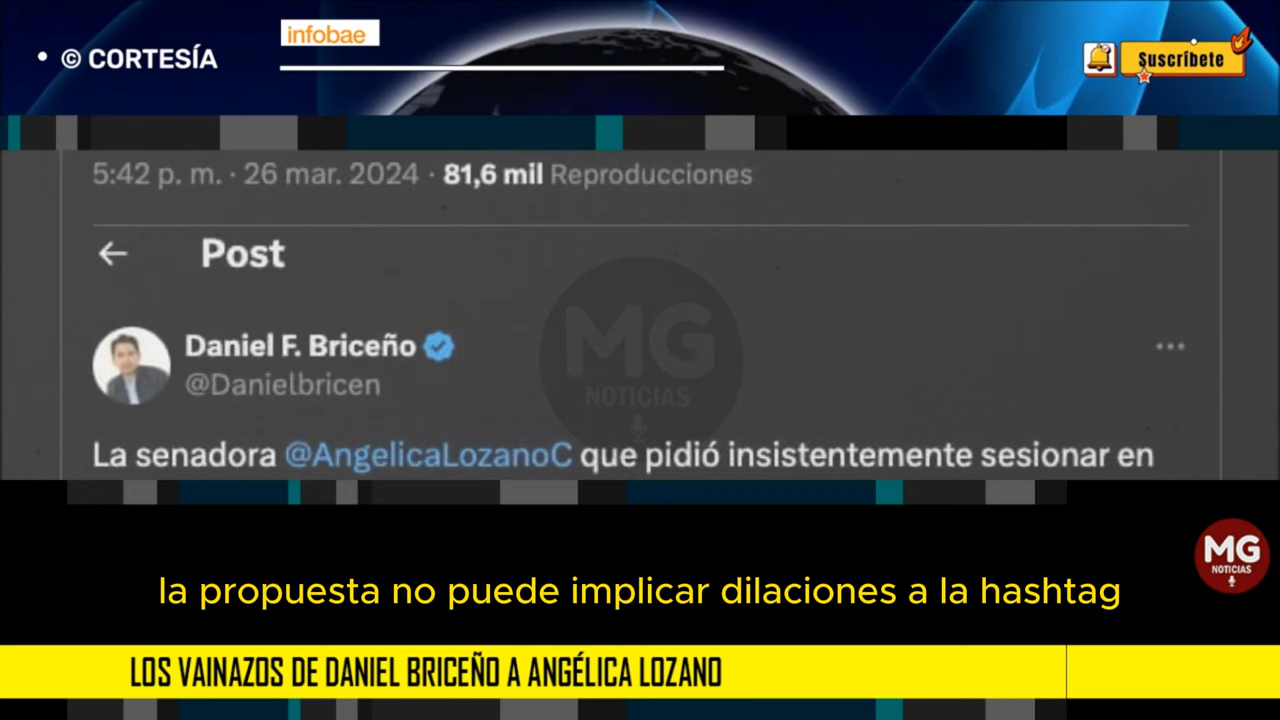 infobae
• © CORTESÍA
Suscríbete
5:42 p. m. · 26 mar. 2024 · 81,6 mil Reproducciones
← Post
Daniel F. Briceño
@Danielbricen
La senadora @AngelicaLozanoC que pidió insistentemente sesionar en
MG
NOTICIAS
MG
NOTICIAS
la propuesta no puede implicar dilaciones a la hashtag
LOS VAINAZOS DE DANIEL BRICEÑO A ANGÉLICA LOZANO